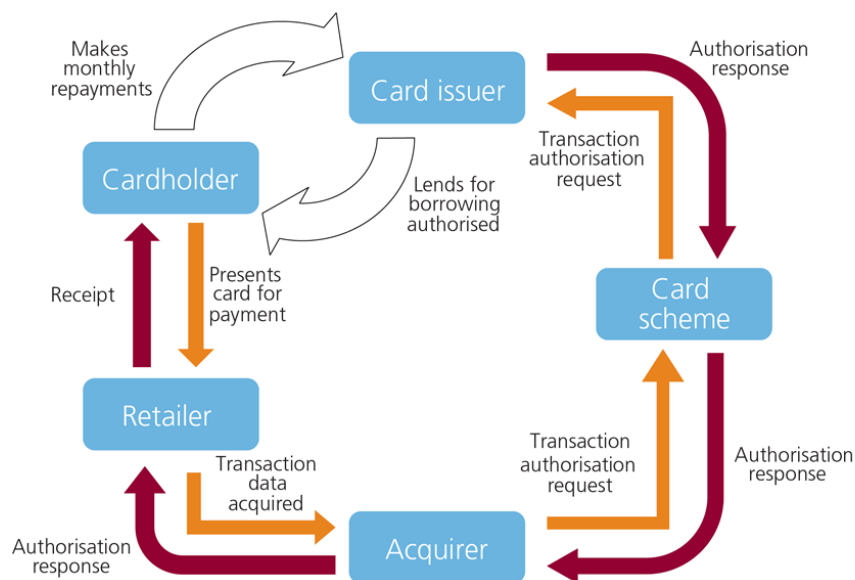 Makes
monthly
repayments
Card issuer
Authorisation
response
Transaction
authorisation
request
Cardholder
Lends for
borrowing
authorised
Receipt
Presents
card for
payment
Card
scheme
Retailer
Transaction
data
acquired
Transaction
authorisation
request
Authorisation
response
Authorisation
response
Acquirer